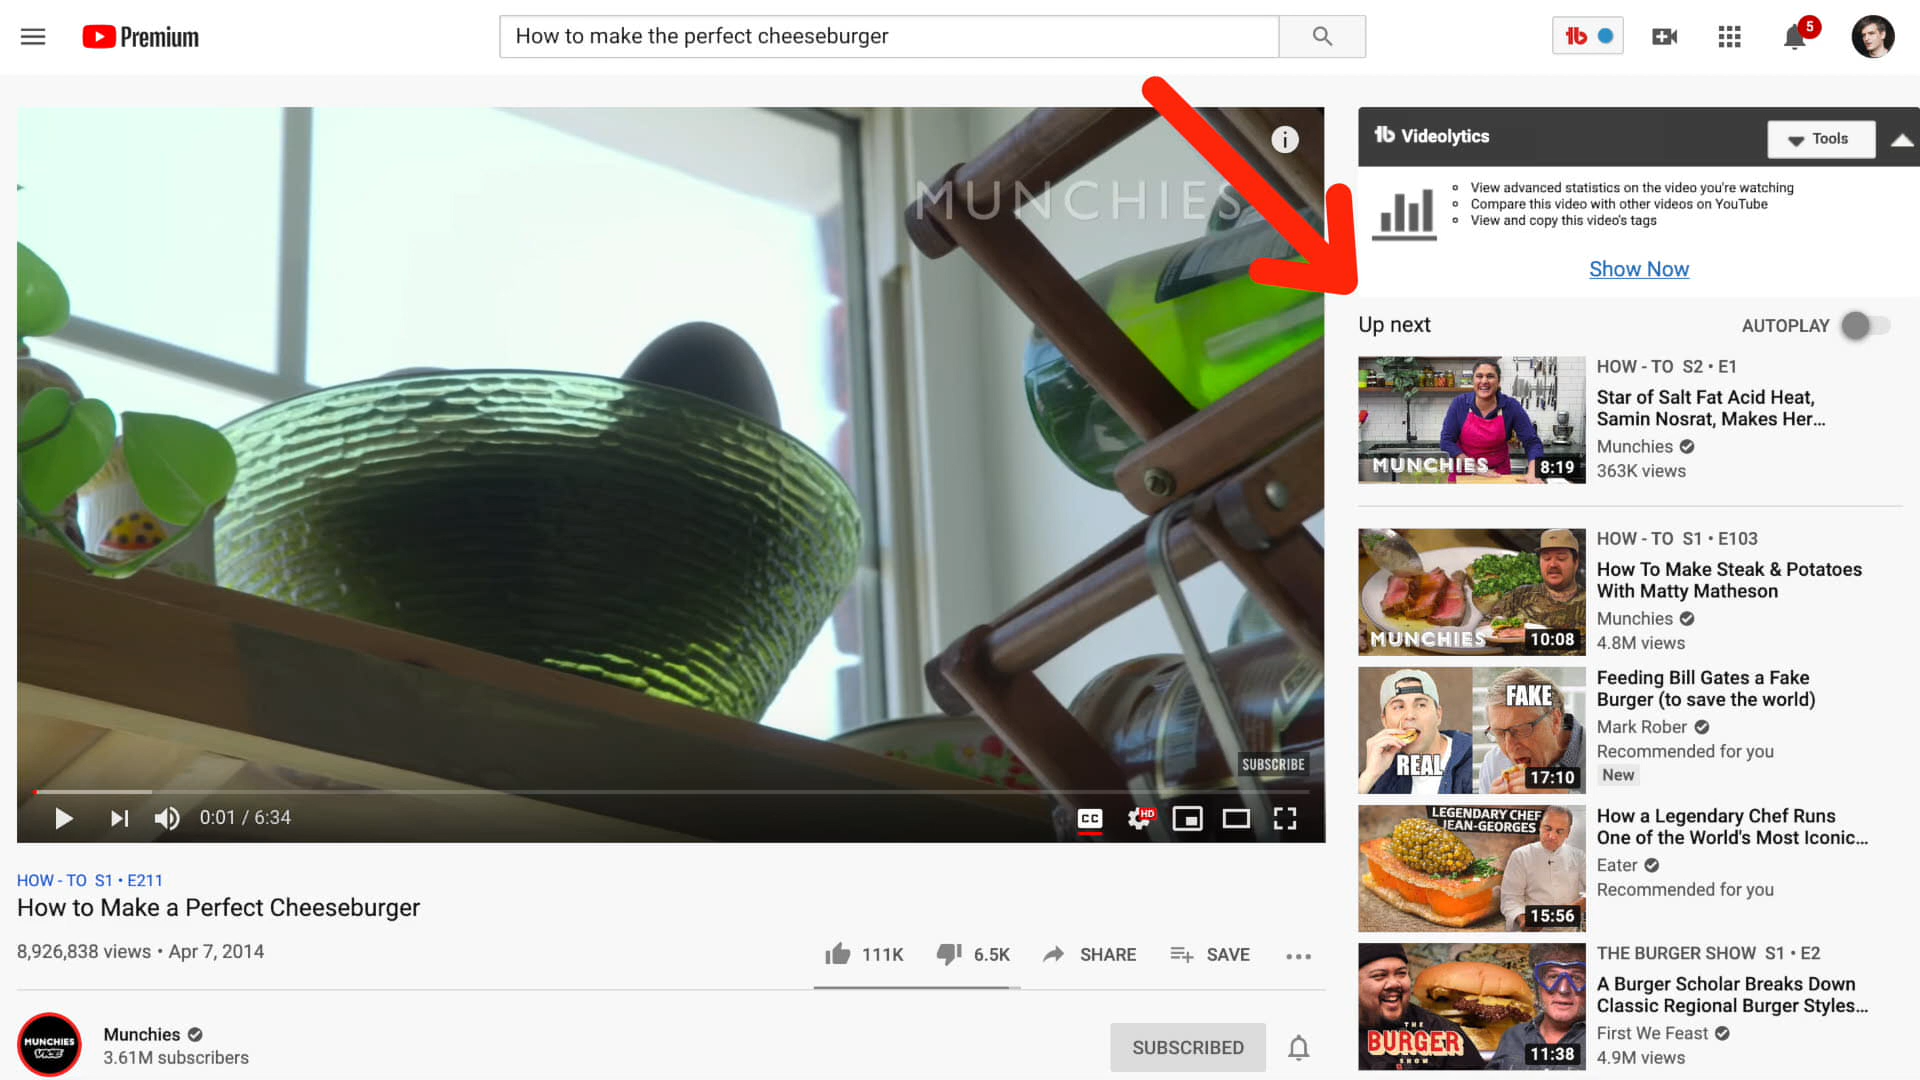 Premium
How to make the perfect cheeseburger
tb
5
MUNCHIES
i
tb Videolytics
Tools
View advanced statistics on the video you're watching
Compare this video with other videos on YouTube
View and copy this video's tags
Show Now
Up next
AUTOPLAY
SUBSCRIBE
0:01 / 6:34
CC
HD
HOW - TO S1 • E211
How to Make a Perfect Cheeseburger
8,926,838 views • Apr 7, 2014
111K
6.5K
SHARE
SAVE
MUNCHIES
VICE
Munchies
3.61M subscribers
SUBSCRIBED
MUNCHIES
8:19
HOW - TO S2 • E1
Star of Salt Fat Acid Heat,
Samin Nosrat, Makes Her...
Munchies
363K views
MUNCHIES
10:08
HOW - TO S1 • E103
How To Make Steak & Potatoes
With Matty Matheson
Munchies
4.8M views
FAKE
REAL
17:10
Feeding Bill Gates a Fake
Burger (to save the world)
Mark Rober
Recommended for you
New
LEGENDARY CHEF
JEAN-GEORGES
15:56
How a Legendary Chef Runs
One of the World's Most Iconic...
Eater
Recommended for you
THE
BURGER
SHOW
11:38
THE BURGER SHOW S1 • E2
A Burger Scholar Breaks Down
Classic Regional Burger Styles...
First We Feast
4.9M views